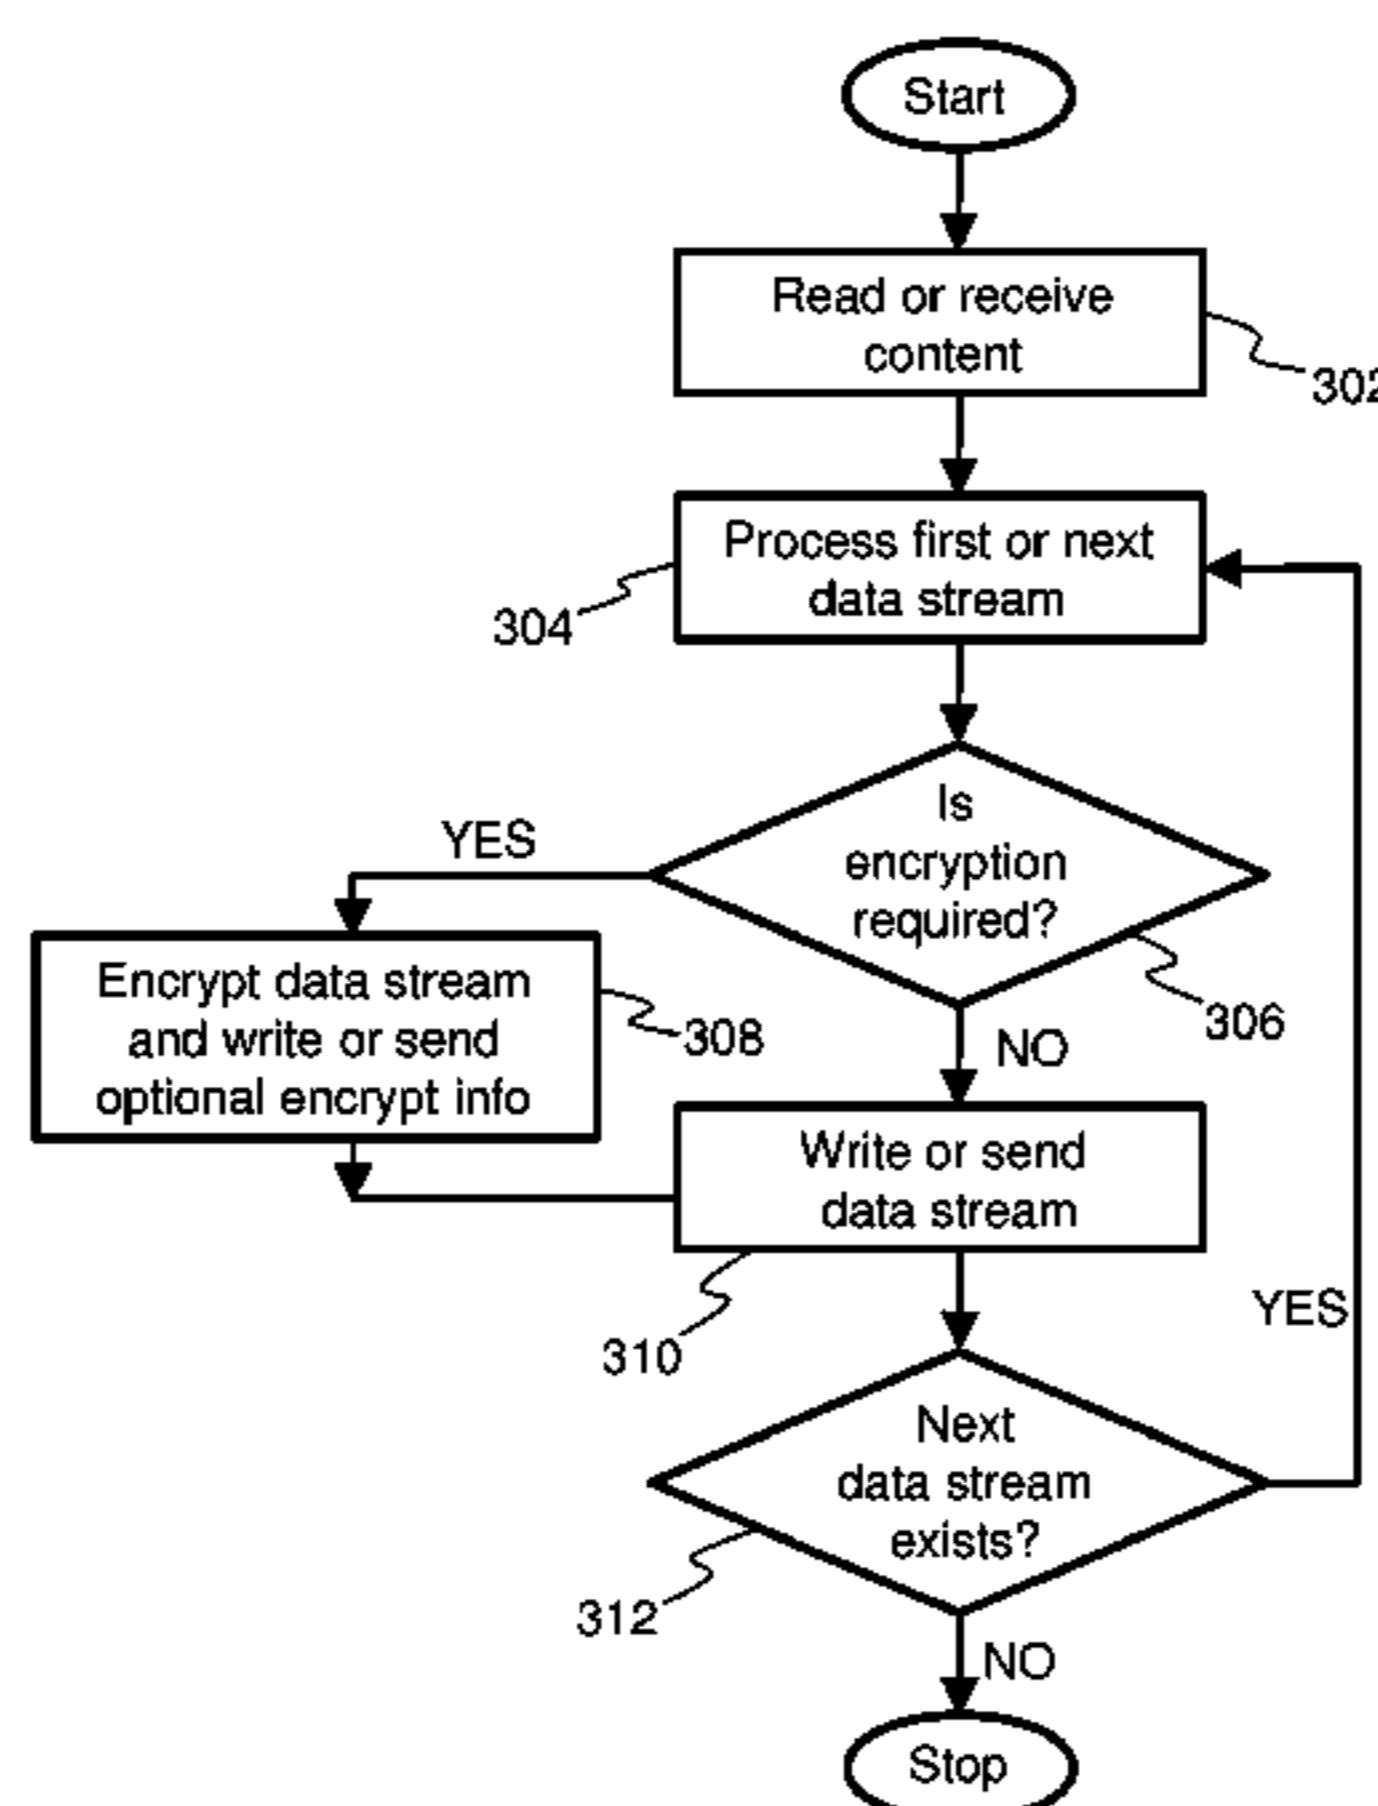 Start
Read or receive
content
302
Process first or next
data stream
304
Is
encryption
required?
YES
306
Encrypt data stream
and write or send
optional encrypt info
308
NO
Write or send
data stream
310
YES
Next
data stream
exists?
312
NO
Stop